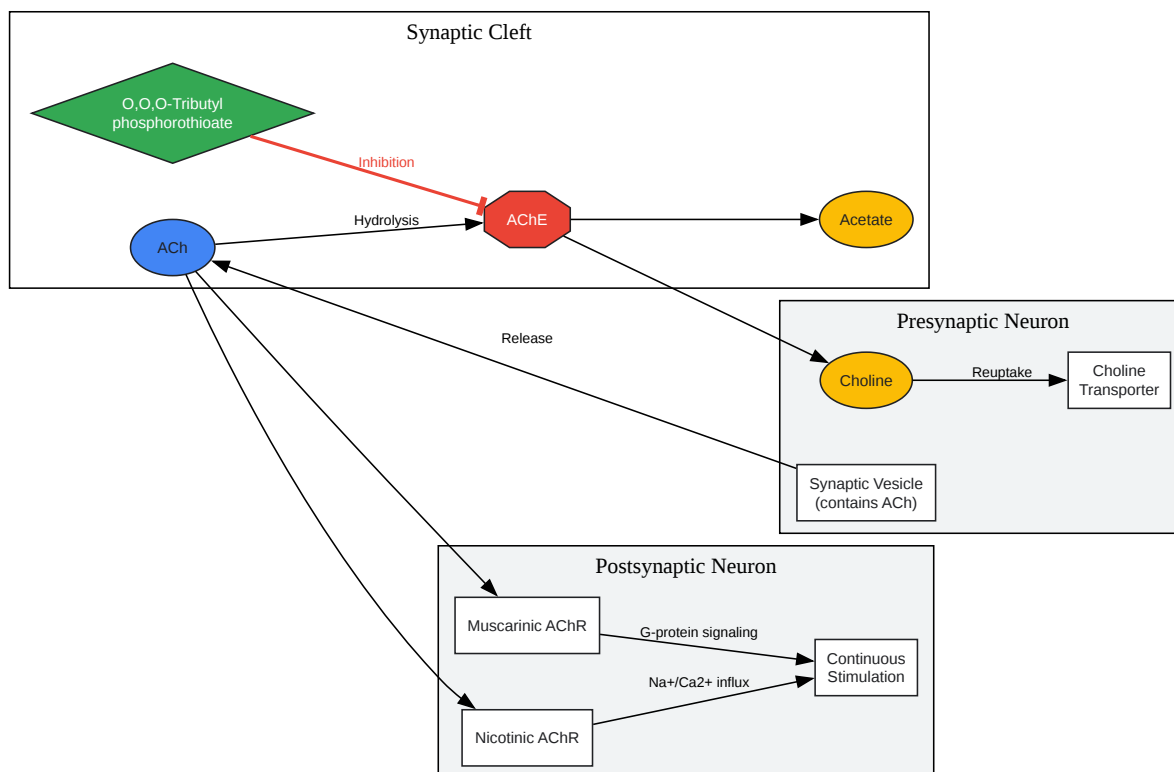 Synaptic Cleft
O,O,O-Tributyl
phosphorothioate
Inhibition
AChE
Acetate
Hydrolysis
ACh
Release
Presynaptic Neuron
Choline
Reuptake
Choline
Transporter
Synaptic Vesicle
(contains ACh)
Postsynaptic Neuron
Muscarinic AChR
G-protein signaling
Continuous
Stimulation
Na+/Ca2+ influx
Nicotinic AChR